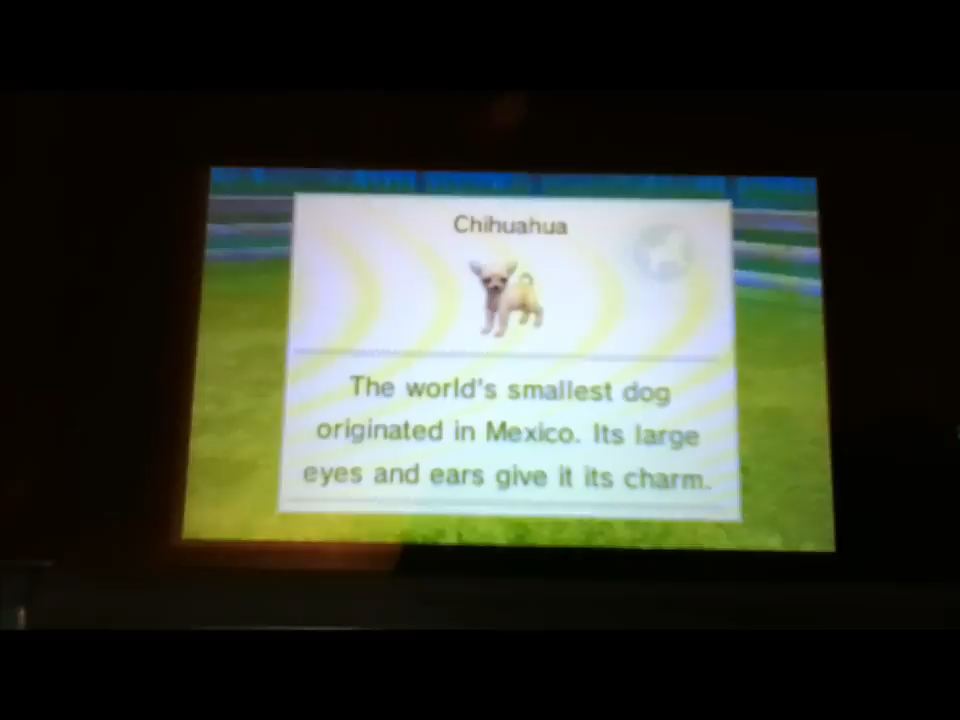 Chihuahua
The world's smallest dog
originated in Mexico. Its large
eyes and ears give it its charm.